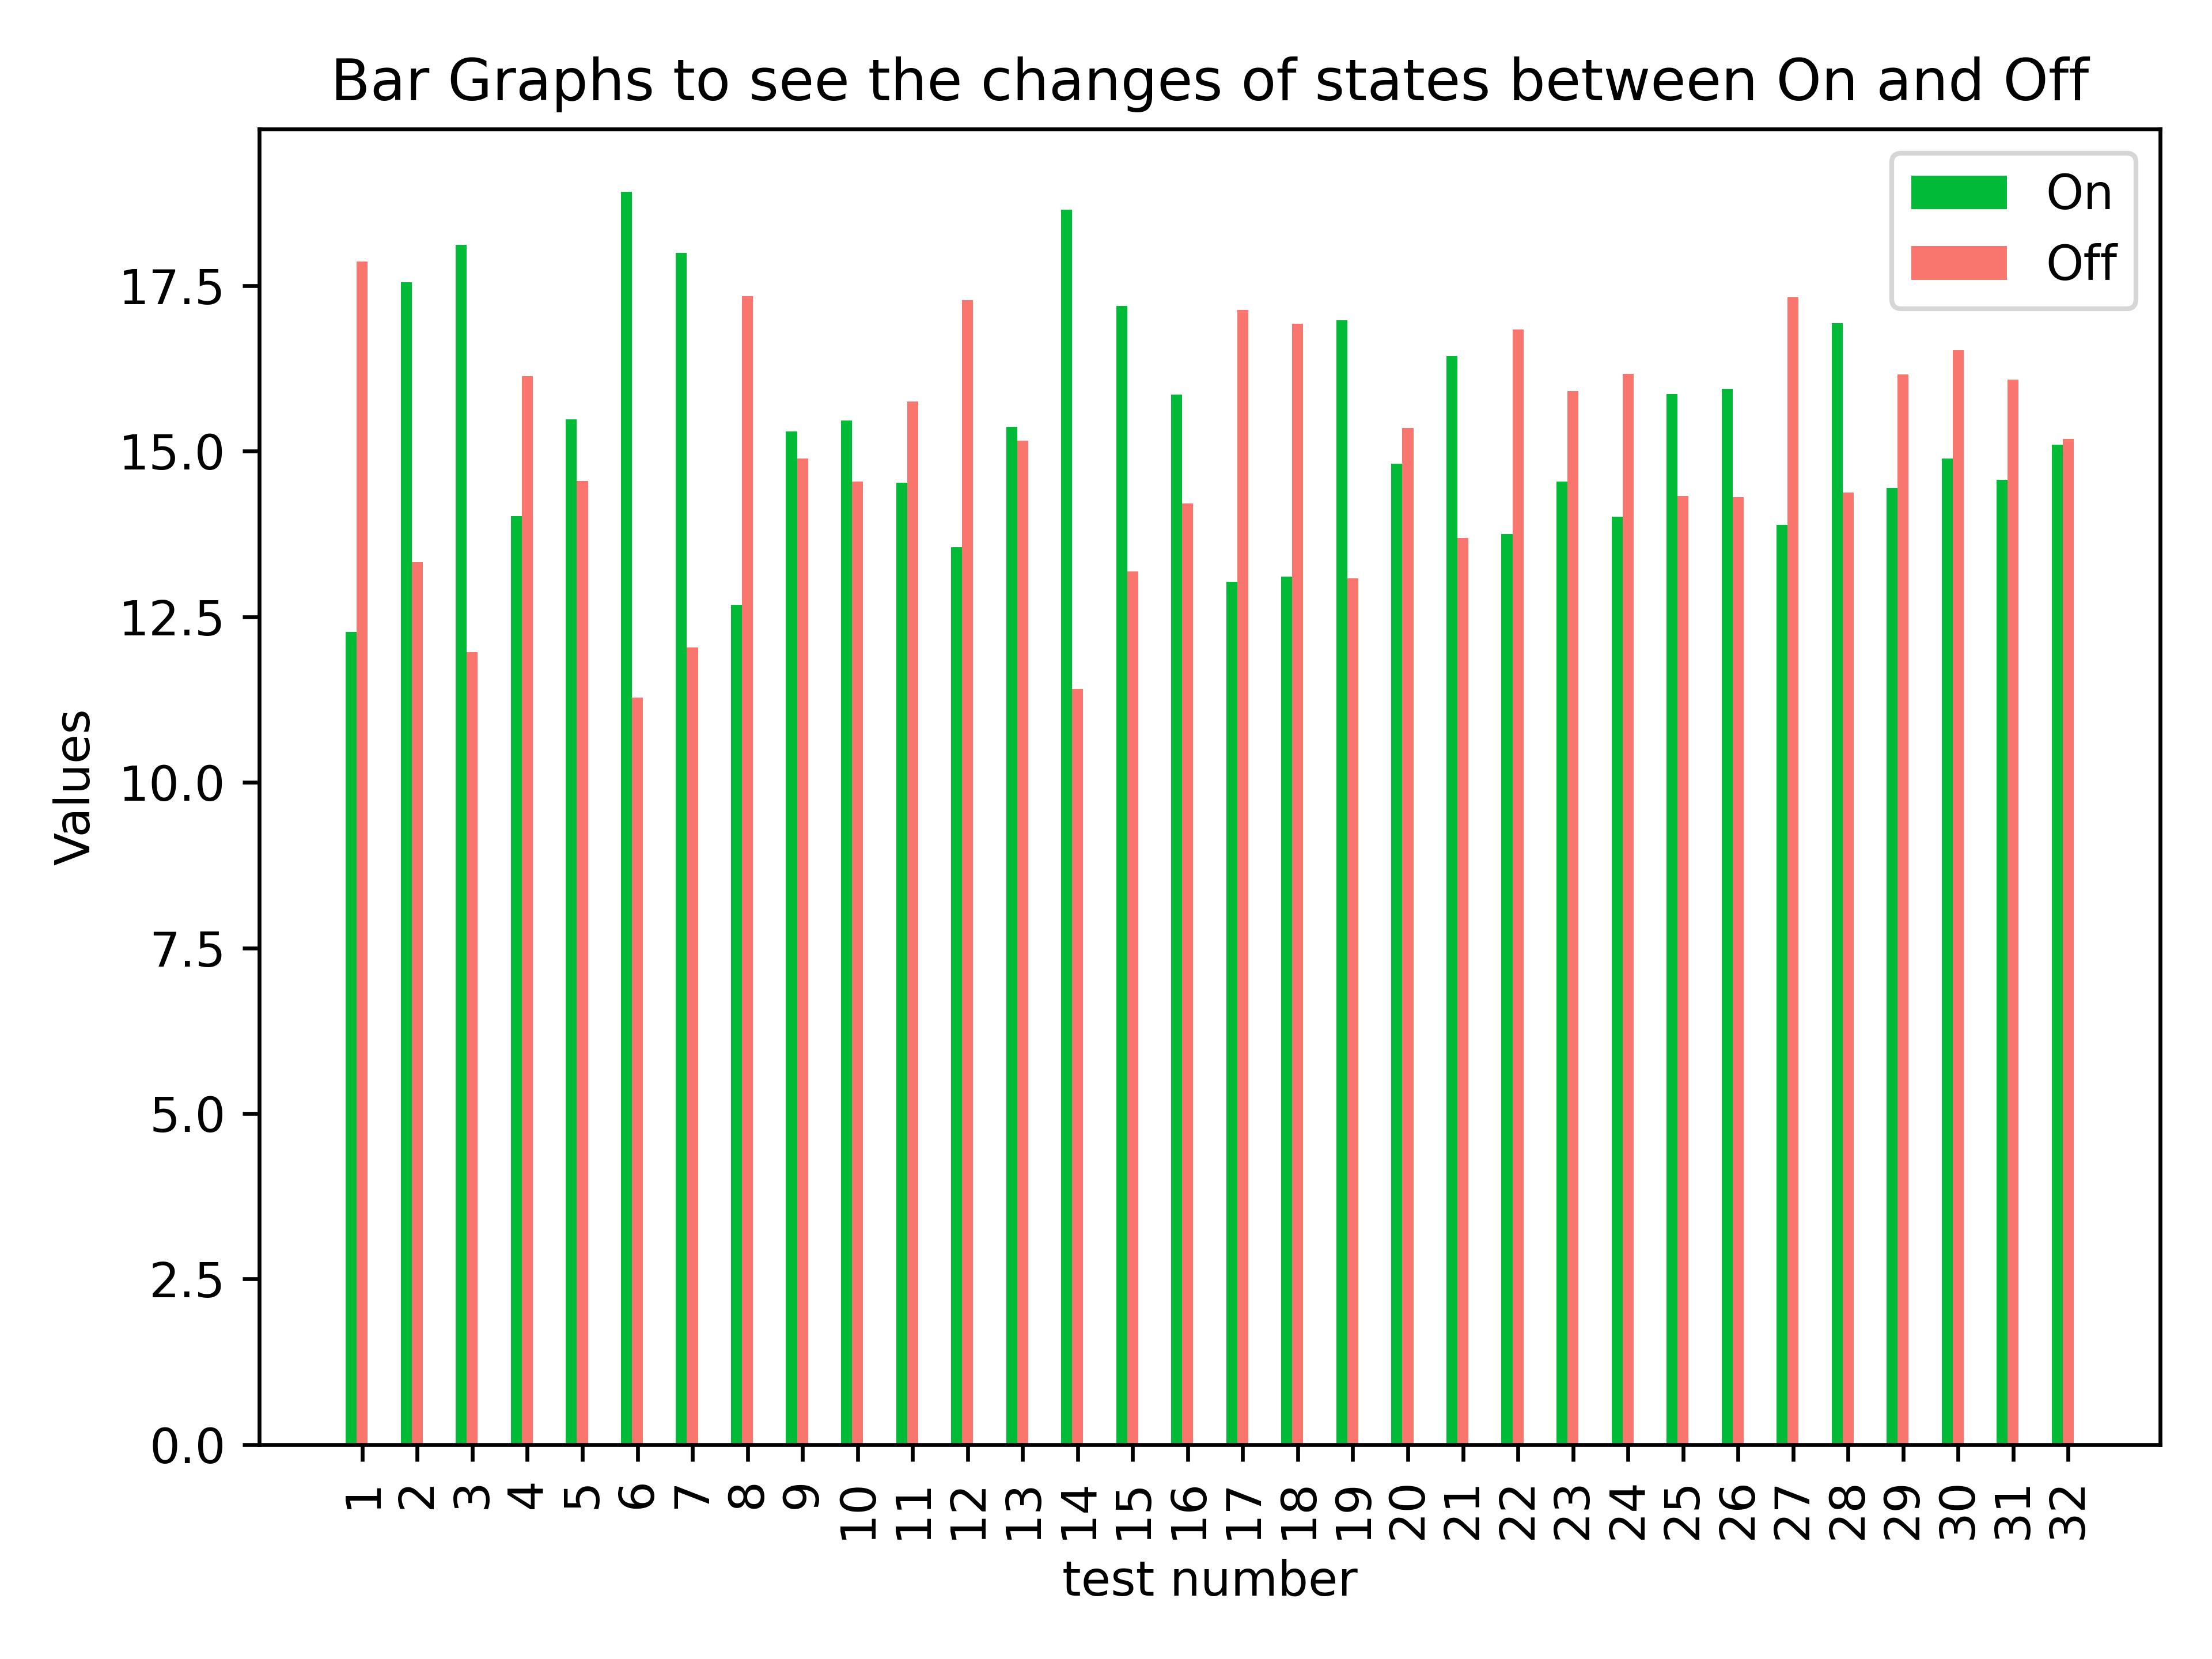 Bar Graphs to see the changes of states between On and Off
On
Off
17.5
15.0
12.5
10.0
7.5
5.0
2.5
0.0
Values
1 2 3 4 5 6 7 8 9 10 11 12 13 14 15 16 17 18 19 20 21 22 23 24 25 26 27 28 29 30 31 32
test number